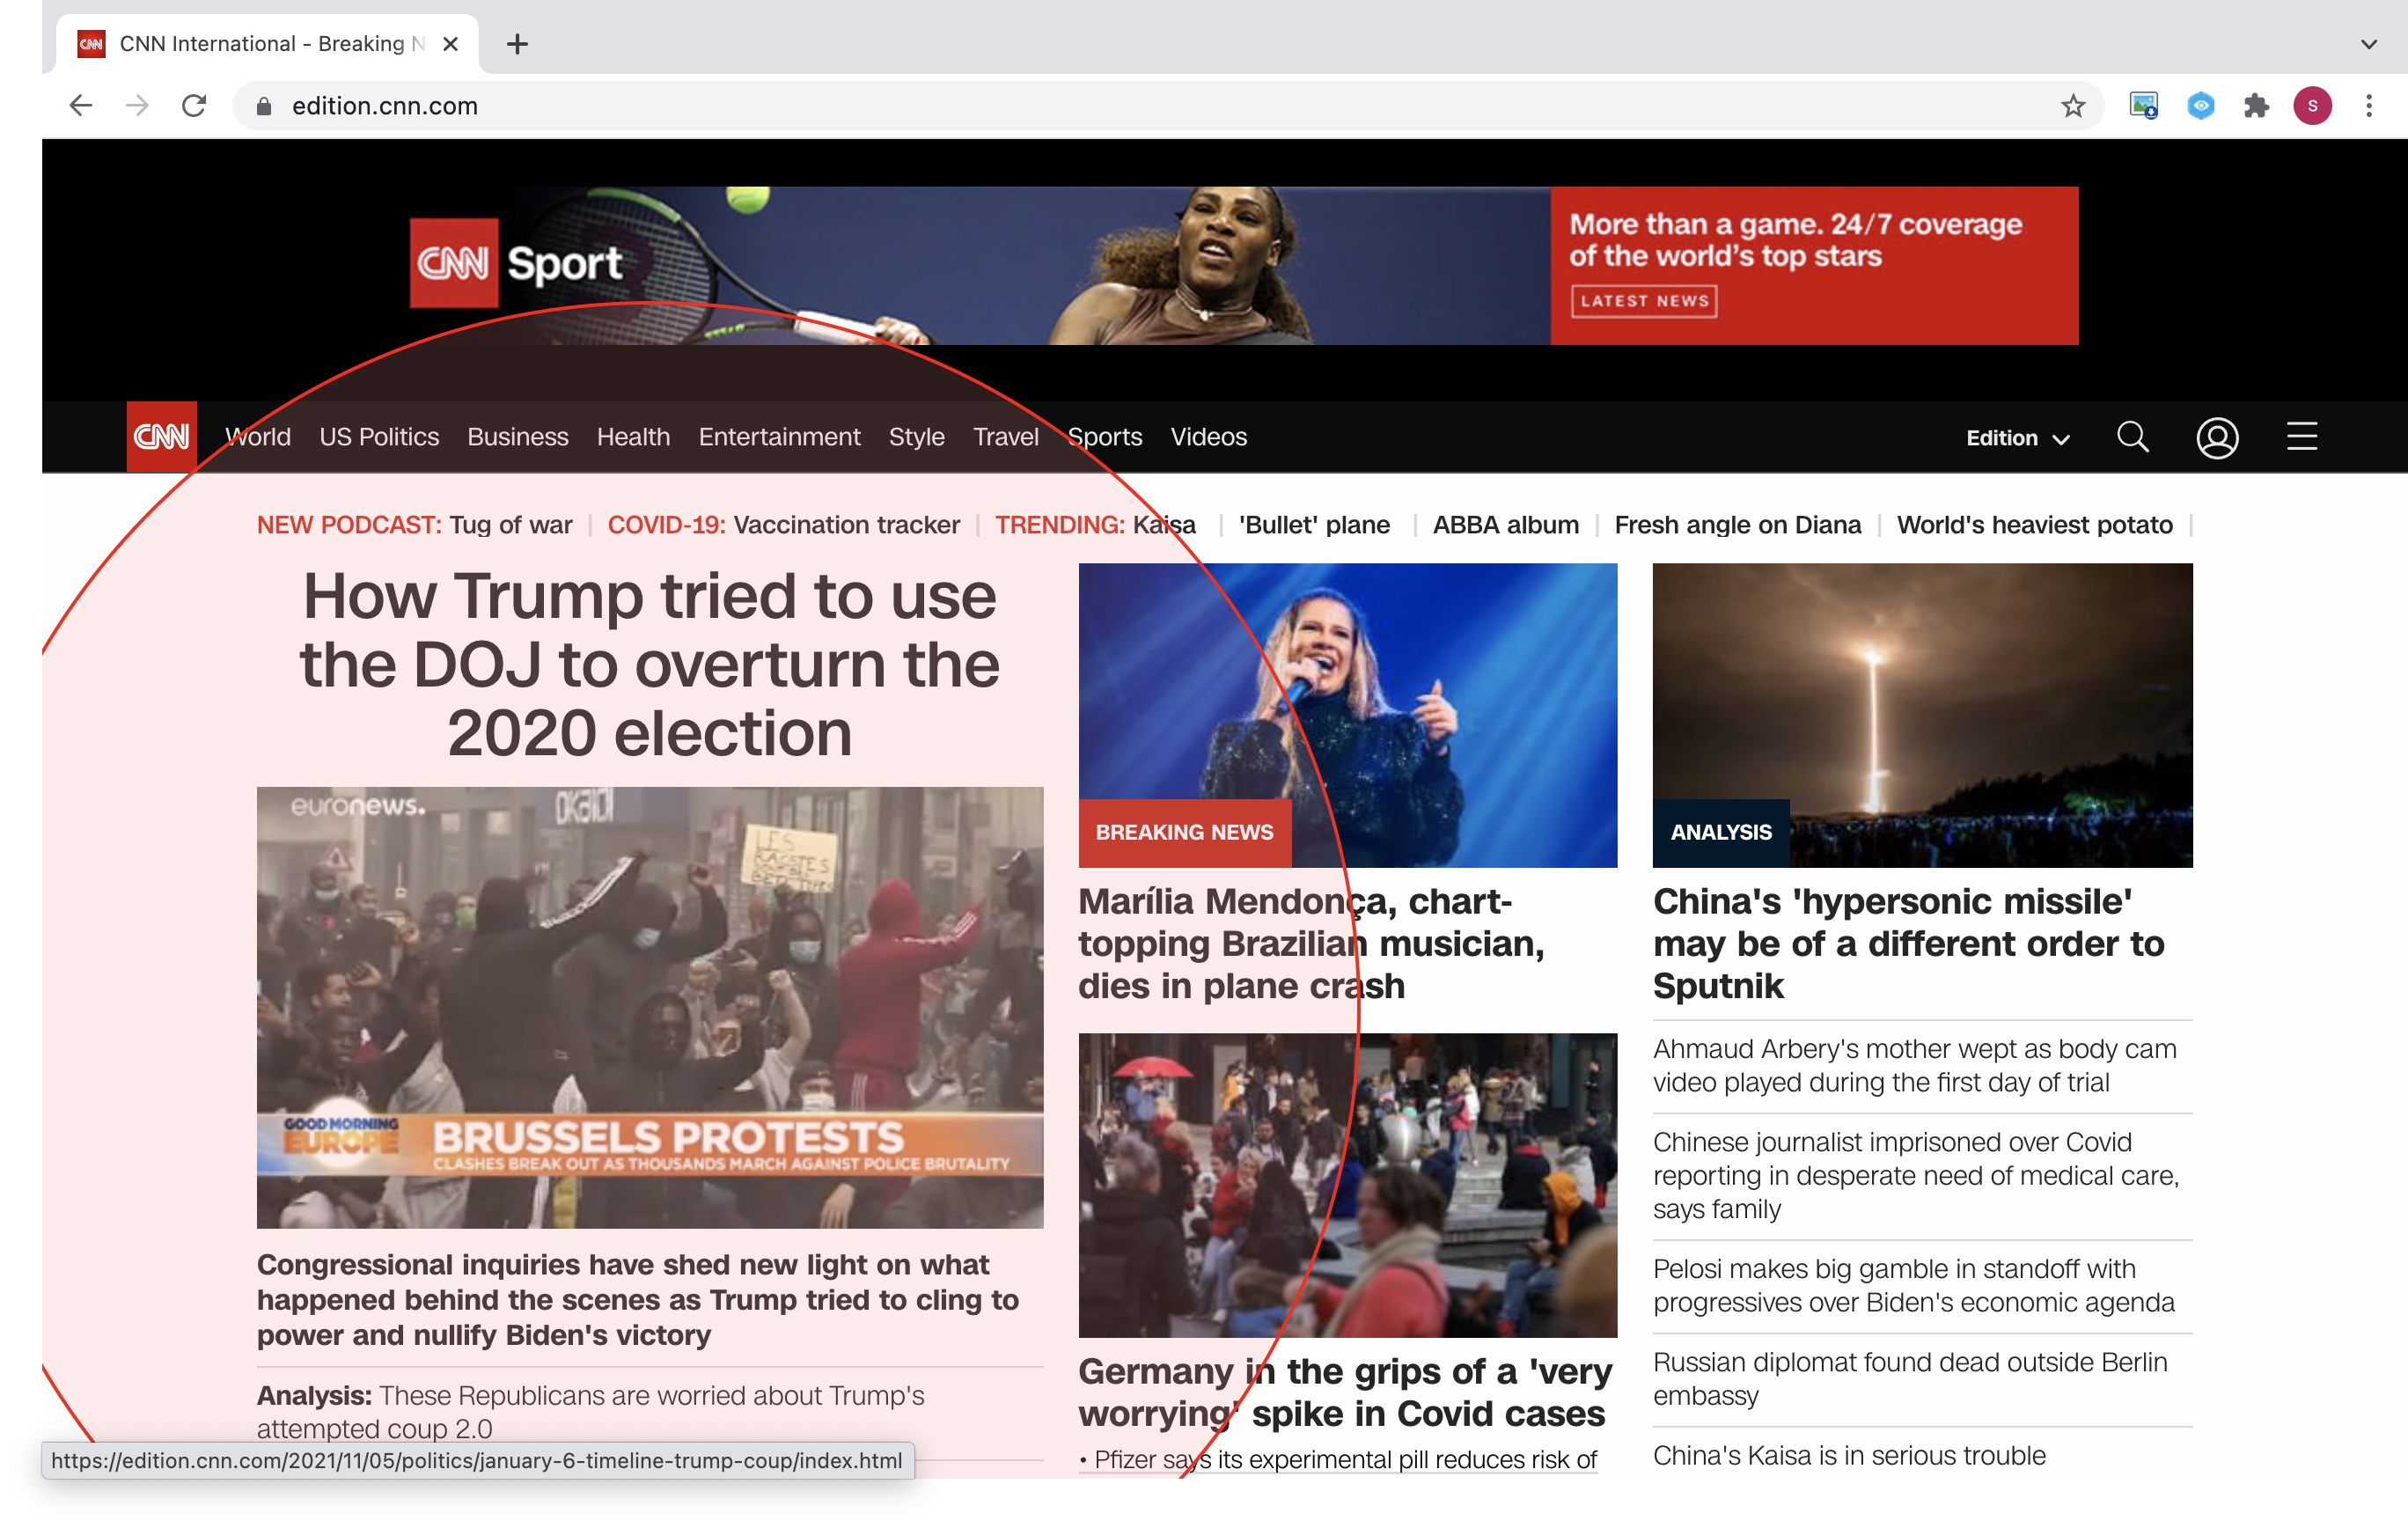 CNN International - Breaking N
edition.cnn.com
S
CNN Sport
More than a game. 24/7 coverage
of the world's top stars
LATEST NEWS
CNN World US Politics Business Health Entertainment Style Travel Sports Videos Edition
NEW PODCAST: Tug of war | COVID-19: Vaccination tracker | TRENDING: Kaisa | 'Bullet' plane | ABBA album | Fresh angle on Diana | World's heaviest potato |
How Trump tried to use
the DOJ to overturn the
2020 election
euronews.
LES
GOOD MORNING
EUROPE
BRUSSELS PROTESTS
CLASHES BREAK OUT AS THOUSANDS MARCH AGAINST POLICE BRUTALITY
Congressional inquiries have shed new light on what
happened behind the scenes as Trump tried to cling to
power and nullify Biden's victory
Analysis: These Republicans are worried about Trump's
attempted coup 2.0
https://edition.cnn.com/2021/11/05/politics/january-6-timeline-trump-coup/index.html
BREAKING NEWS
Marília Mendonça, chart-
topping Brazilian musician,
dies in plane crash
Germany in the grips of a 'very
worrying' spike in Covid cases
• Pfizer says its experimental pill reduces risk of
ANALYSIS
China's 'hypersonic missile'
may be of a different order to
Sputnik
Ahmaud Arbery's mother wept as body cam
video played during the first day of trial
Chinese journalist imprisoned over Covid
reporting in desperate need of medical care,
says family
Pelosi makes big gamble in standoff with
progressives over Biden's economic agenda
Russian diplomat found dead outside Berlin
embassy
China's Kaisa is in serious trouble